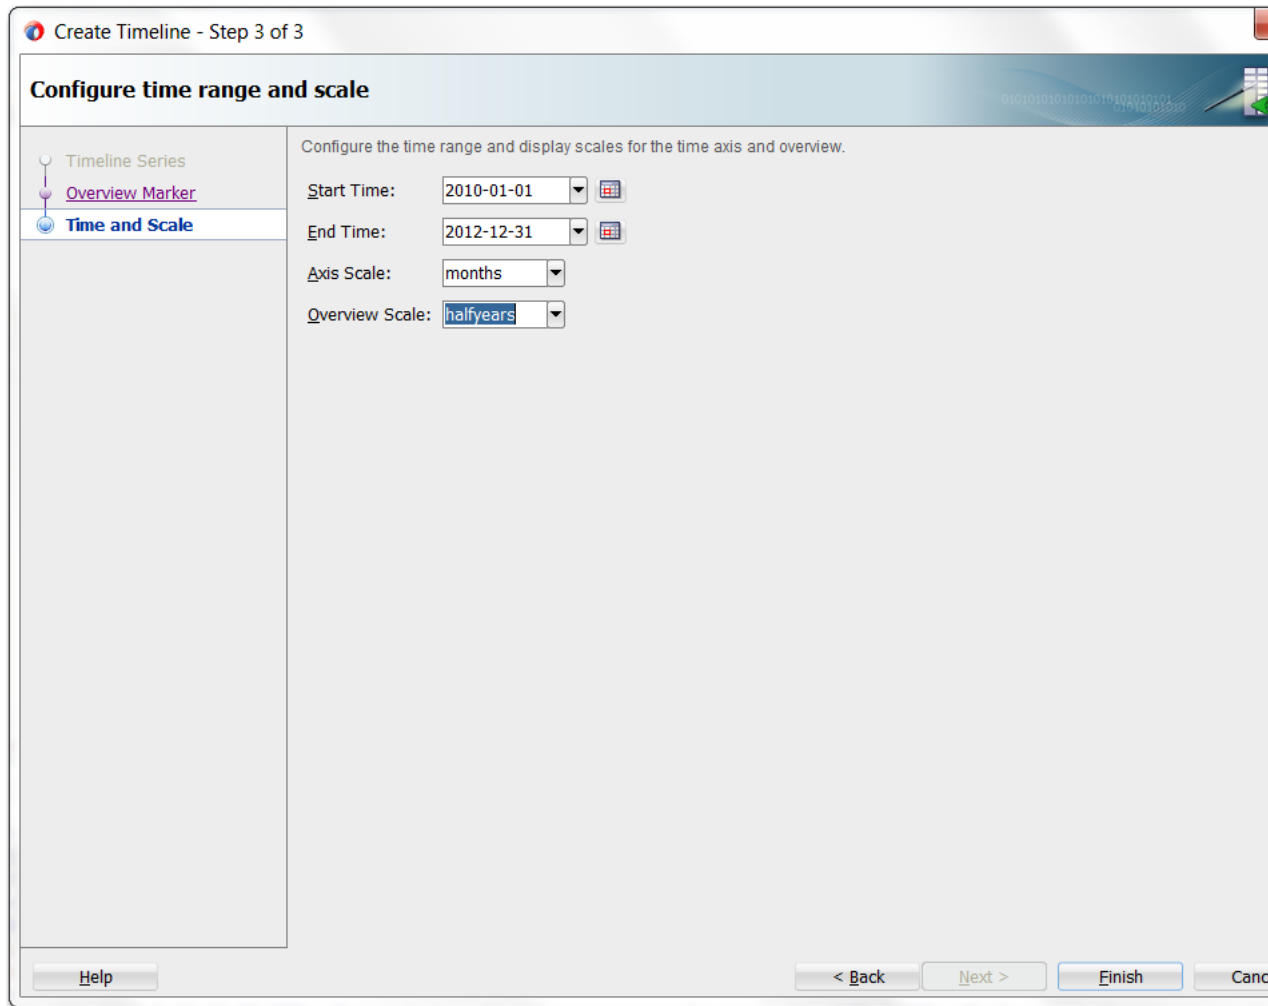 Create Timeline - Step 3 of 3
Configure time range and scale
Timeline Series
Overview Marker
Time and Scale
Configure the time range and display scales for the time axis and overview.
Start Time: 2010-01-01
End Time: 2012-12-31
Axis Scale: months
Overview Scale: halfyears
Help
< Back
Next >
Finish
Canc